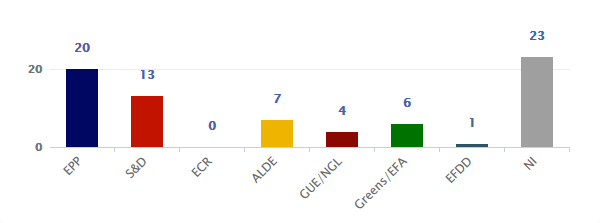 20
13
0
7
4
6
1
23
20
0
EPP
S&D
ECR
ALDE
GUE/NGL
Greens/EFA
EFDD
NI